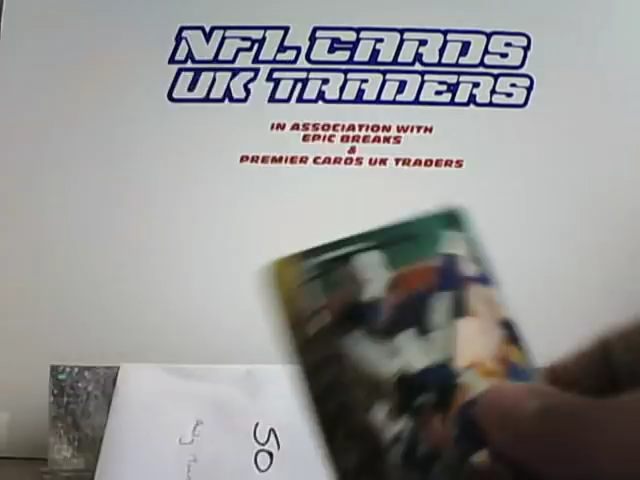 NFL CARDS
UK TRADERS
IN ASSOCIATION WITH
EPIC BREAKS
&
PREMIER CARDS UK TRADERS
50